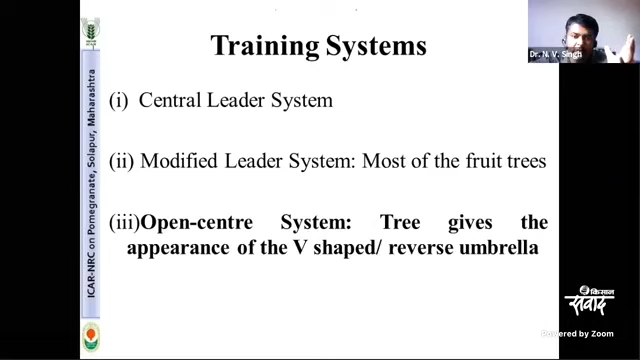 Training Systems
Dr. N. V. Singh
(i) Central Leader System
(ii) Modified Leader System: Most of the fruit trees
(iii)Open-centre System: Tree gives the
appearance of the V shaped/ reverse umbrella
ICAR-NRC on Pomegranate, Solapur, Maharashtra
किसान
संवाद
Powered by Zoom